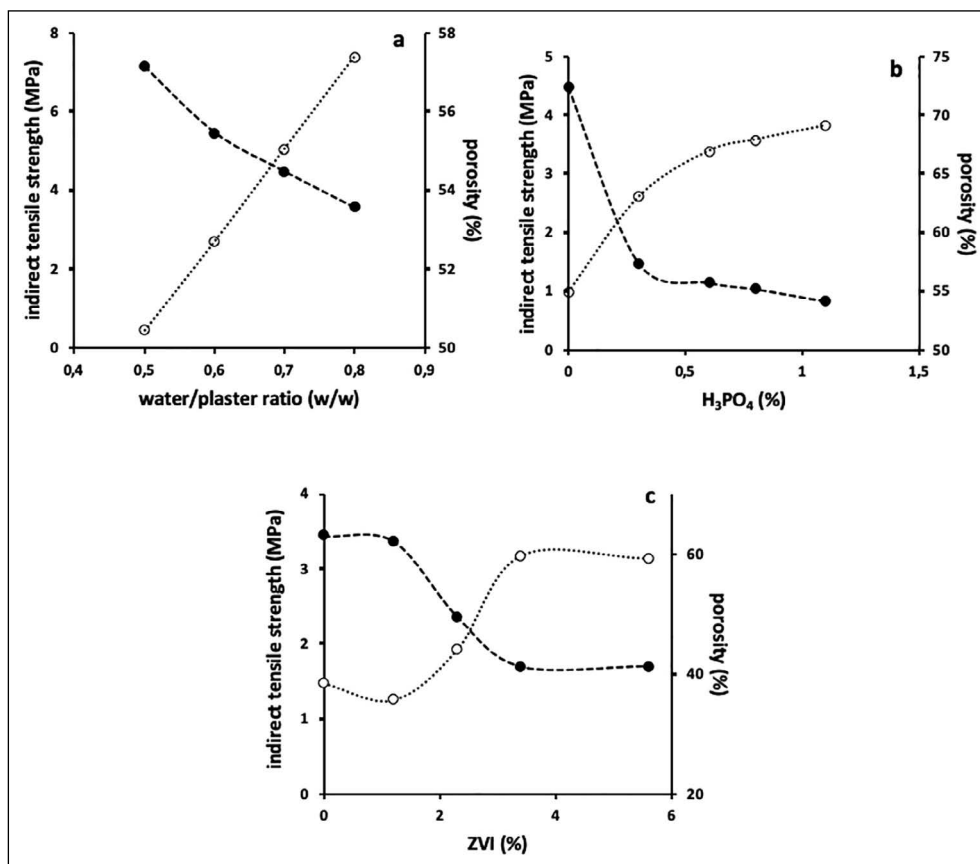 a
indirect tensile strength (MPa)
8
6
4
2
0
58
56
54
52
50
porosity (%)
0,4 0,5 0,6 0,7 0,8 0,9
water/plaster ratio (w/w)
b
indirect tensile strength (MPa)
5
4
3
2
1
0
75
70
65
60
55
50
porosity (%)
0 0,5 1 1,5
H₃PO₄ (%)
c
indirect tensile strength (MPa)
4
3
2
1
0
60
40
20
porosity (%)
0 2 4 6
ZVI (%)